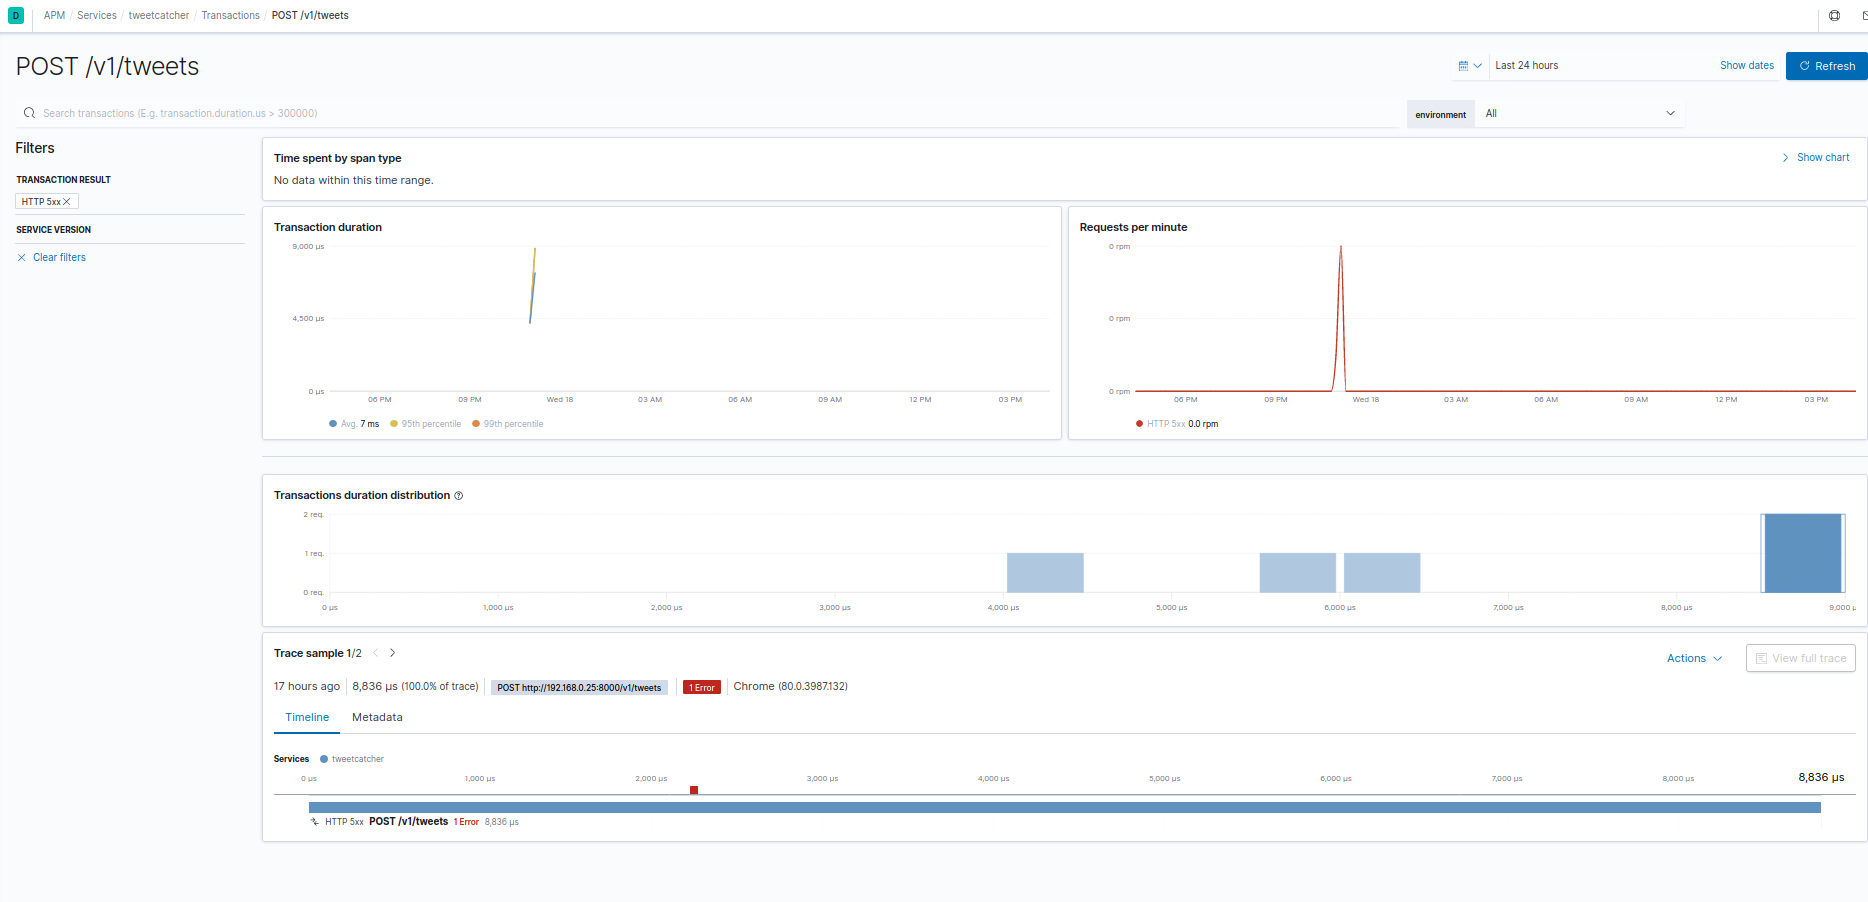 D APM / Services / tweetcatcher / Transactions / POST /v1/tweets
POST /v1/tweets
Last 24 hours
Show dates
Refresh
Search transactions (E.g. transaction.duration.us > 300000)
environment
All
Filters
TRANSACTION RESULT
HTTP 5xx
SERVICE VERSION
Clear filters
Time spent by span type
Show chart
No data within this time range.
Transaction duration
9,000 μs
4,500 μs
0 μs
06 PM 09 PM Wed 18 03 AM 06 AM 09 AM 12 PM 03 PM
Avg. 7 ms 95th percentile 99th percentile
Requests per minute
0 rpm
0 rpm
0 rpm
06 PM 09 PM Wed 18 03 AM 06 AM 09 AM 12 PM 03 PM
HTTP 5xx 0.0 rpm
Transactions duration distribution
2 req.
1 req.
0 req.
0 μs 1,000 μs 2,000 μs 3,000 μs 4,000 μs 5,000 μs 6,000 μs 7,000 μs 8,000 μs 9,000 μ
Trace sample 1/2
Actions
View full trace
17 hours ago 8,836 μs (100.0% of trace) POST http://192.168.0.25:8000/v1/tweets 1 Error Chrome (80.0.3987.132)
Timeline Metadata
Services tweetcatcher
0 μs 1,000 μs 2,000 μs 3,000 μs 4,000 μs 5,000 μs 6,000 μs 7,000 μs 8,000 μs 8,836 μs
HTTP 5xx POST /v1/tweets 1 Error 8,836 μs